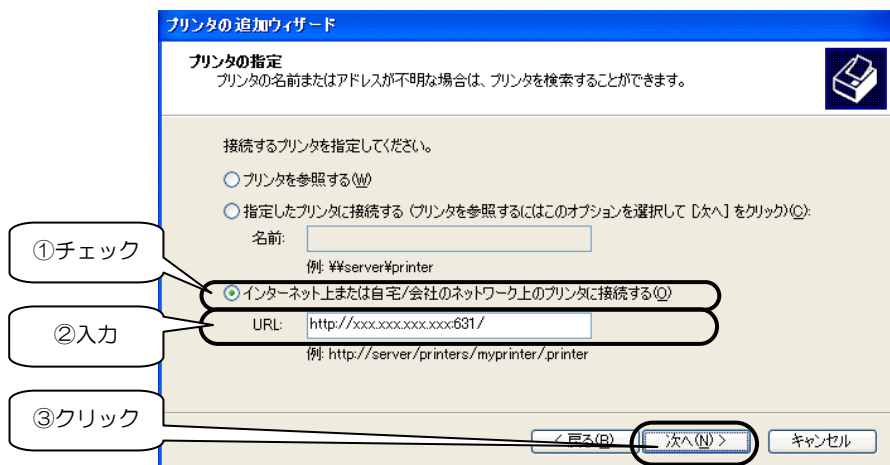 プリンタの追加ウィザード
プリンタの指定
プリンタの名前またはアドレスが不明な場合は、プリンタを検索することができます。
接続するプリンタを指定してください。
プリンタを参照する(W)
指定したプリンタに接続する (プリンタを参照するにはこのオプションを選択して [次へ] をクリック)(C):
名前:
例: ¥¥server¥printer
①チェック
インターネット上または自宅/会社のネットワーク上のプリンタに接続する(O)
②入力
URL: http://xxx.xxx.xxx.xxx:631/
例: http://server/printers/myprinter/.printer
③クリック
< 戻る(B) 次へ(N) > キャンセル